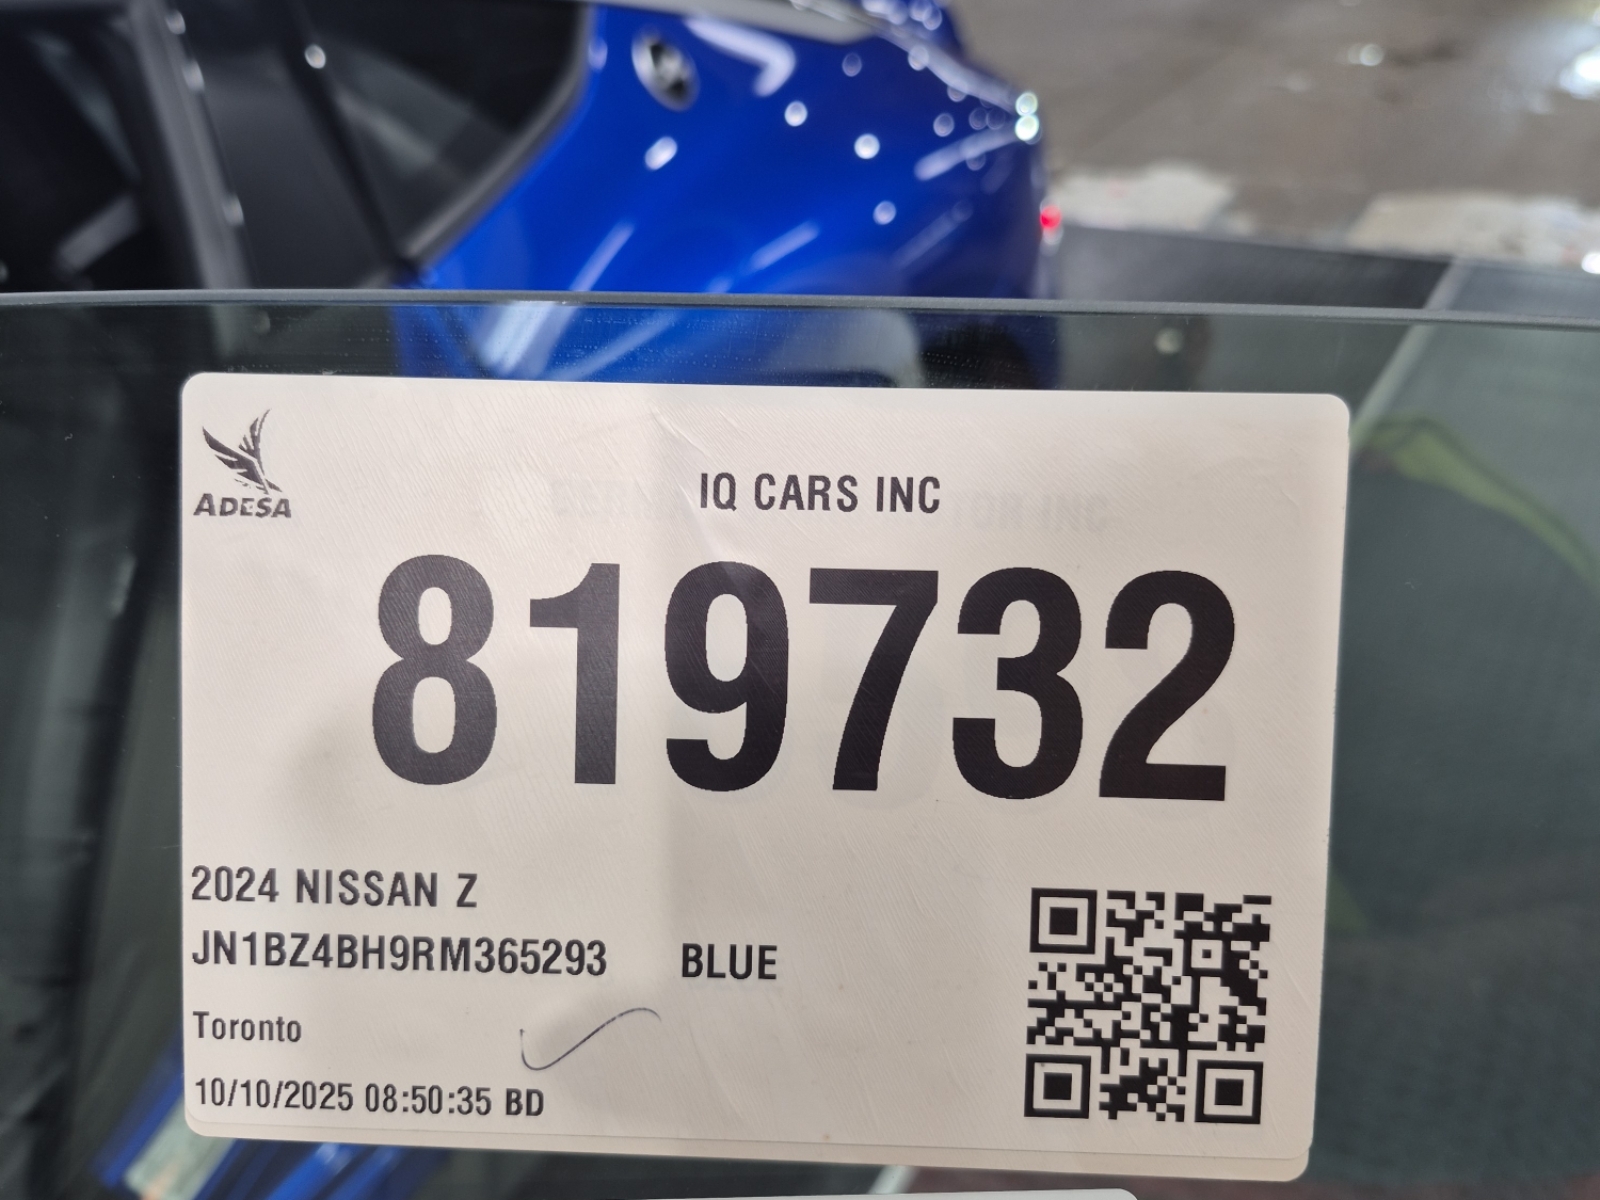 ADESA
IQ CARS INC
819732
2024 NISSAN Z
JN1BZ4BH9RM365293 BLUE
Toronto
10/10/2025 08:50:35 BD